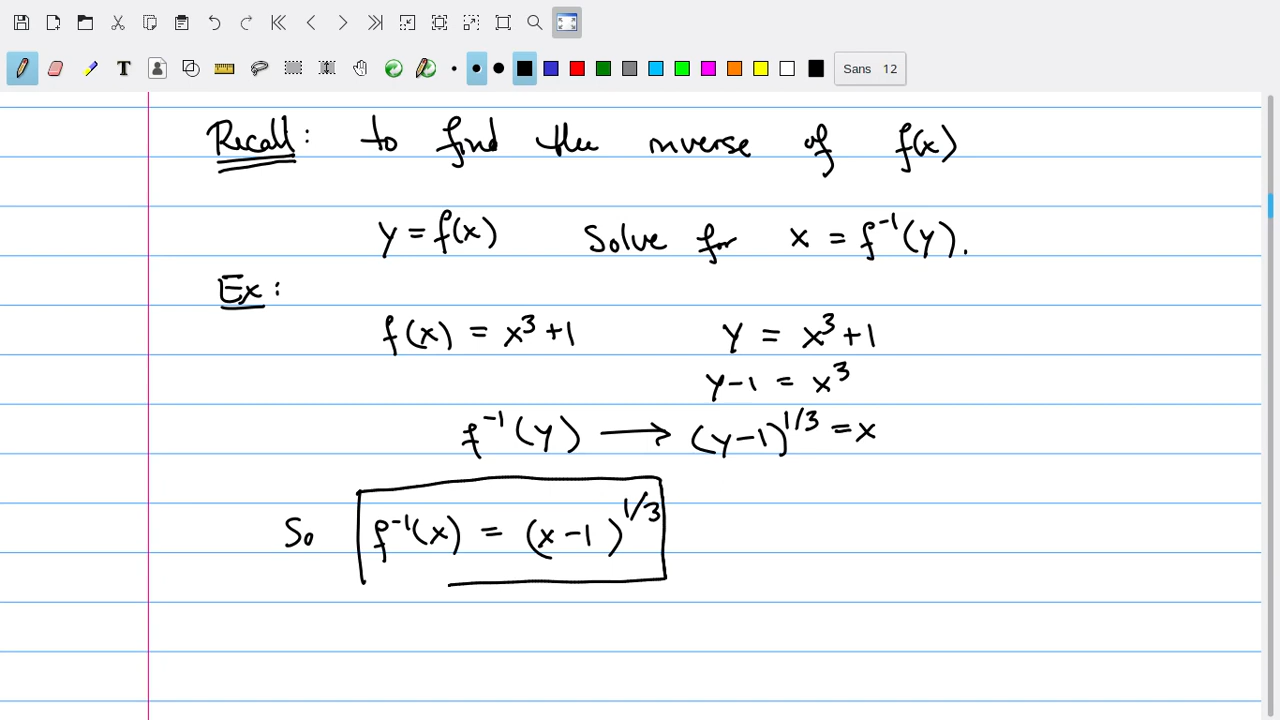 Sans 12
Recall: to find the inverse of f(x)
y = f(x) Solve for x = f⁻¹(y).
Ex:
f(x) = x³+1 y = x³+1
y-1 = x³
f⁻¹(y) ⟶ (y-1)^1/3 = x
So f⁻¹(x) = (x-1)^1/3